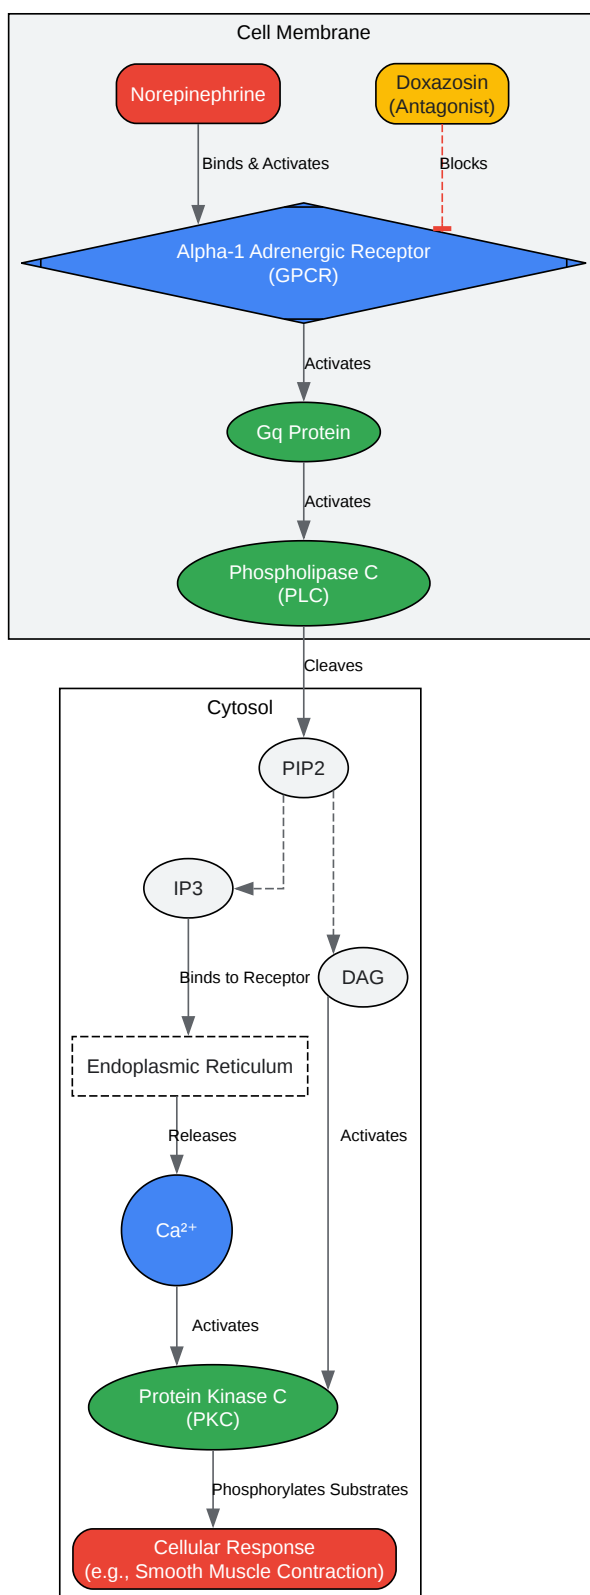 Cell Membrane
Norepinephrine
Doxazosin
(Antagonist)
Binds & Activates
Blocks
Alpha-1 Adrenergic Receptor
(GPCR)
Activates
Gq Protein
Activates
Phospholipase C
(PLC)
Cleaves
Cytosol
PIP2
IP3
Binds to Receptor
DAG
Endoplasmic Reticulum
Releases
Activates
Ca²⁺
Activates
Protein Kinase C
(PKC)
Phosphorylates Substrates
Cellular Response
(e.g., Smooth Muscle Contraction)